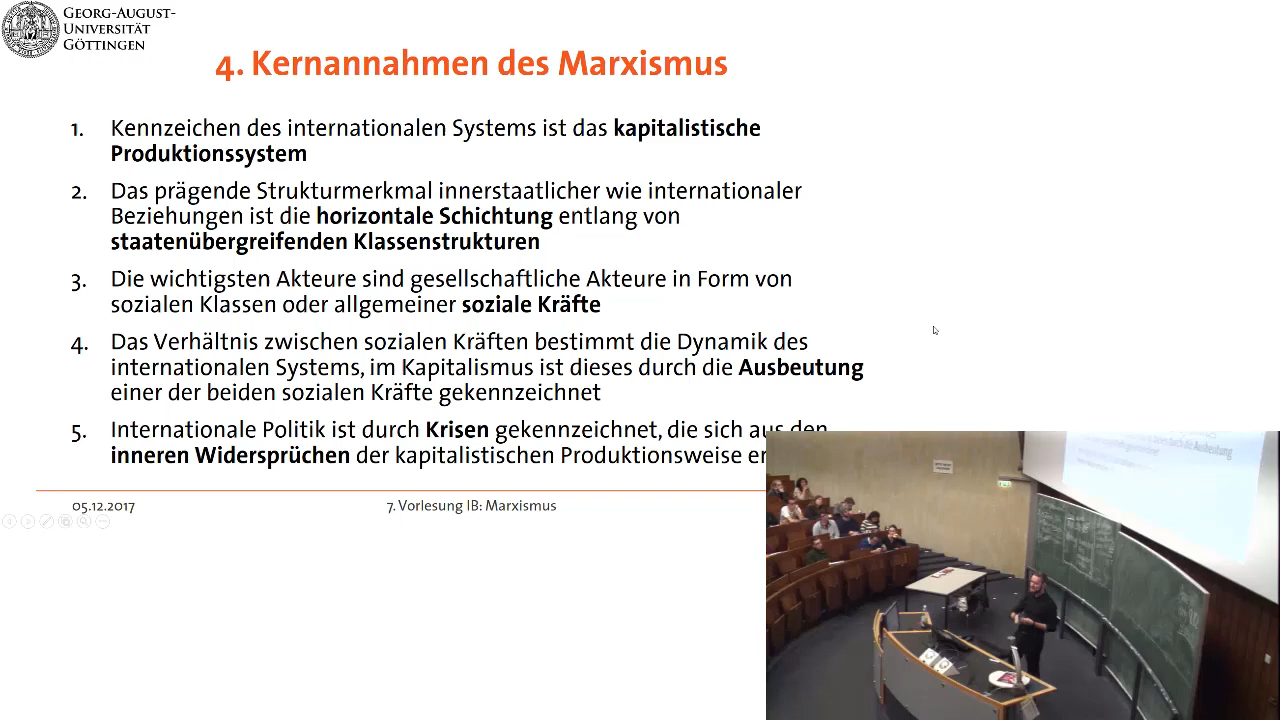 GEORG-AUGUST-
UNIVERSITÄT
GÖTTINGEN
4. Kernannahmen des Marxismus
1. Kennzeichen des internationalen Systems ist das kapitalistische
Produktionssystem
2. Das prägende Strukturmerkmal innerstaatlicher wie internationaler
Beziehungen ist die horizontale Schichtung entlang von
staatenübergreifenden Klassenstrukturen
3. Die wichtigsten Akteure sind gesellschaftliche Akteure in Form von
sozialen Klassen oder allgemeiner soziale Kräfte
4. Das Verhältnis zwischen sozialen Kräften bestimmt die Dynamik des
internationalen Systems, im Kapitalismus ist dieses durch die Ausbeutung
einer der beiden sozialen Kräfte gekennzeichnet
5. Internationale Politik ist durch Krisen gekennzeichnet, die sich aus den
inneren Widersprüchen der kapitalistischen Produktionsweise er
05.12.2017 7. Vorlesung IB: Marxismus
durch die Ausbeutung